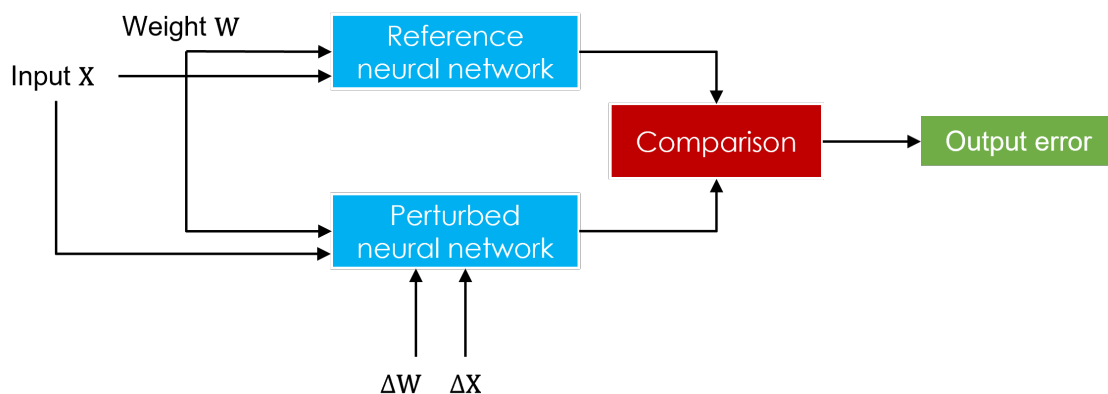 Weight W
Input X
Reference
neural network
Comparison
Output error
Perturbed
neural network
ΔW
ΔX